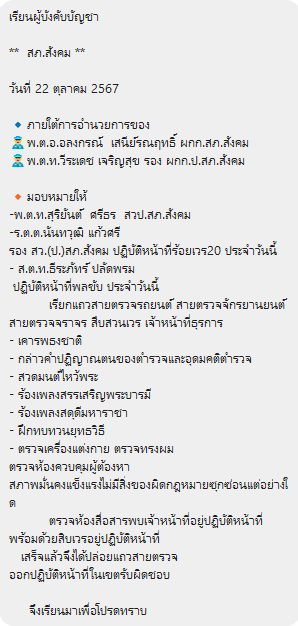 เรียนผู้บังคับบัญชา
** สภ.สังคม **
วันที่ 22 ตุลาคม 2567
🔹ภายใต้การอำนวยการของ
👮พ.ต.อ.อลงกรณ์ เสนีย์รณฤทธิ์ ผกก.สภ.สังคม
👮พ.ต.ท.วีระเดช เจริญสุข รอง ผกก.ป.สภ.สังคม
🔸มอบหมายให้
-พ.ต.ท.สุริยันต์ ศรีธร สวป.สภ.สังคม
-ร.ต.ต.นันทวุฒิ แก้วศรี
รอง สว.(ป.)สภ.สังคม ปฏิบัติหน้าที่ร้อยเวร20 ประจำวันนี้
- ส.ต.ท.ธีระภัทร์ ปลัดพรม
ปฏิบัติหน้าที่พลขับ ประจำวันนี้
เรียกแถวสายตรวจรถยนต์ สายตรวจจักรยานยนต์
สายตรวจจราจร สืบสวนเวร เจ้าหน้าที่ธุรการ
- เคารพธงชาติ
- กล่าวคำปฏิญาณตนของตำรวจและอุดมคติตำรวจ
- สวดมนต์ไหว้พระ
- ร้องเพลงสรรเสริญพระบารมี
- ร้องเพลงสดุดีมหาราชา
- ฝึกทบทวนยุทธวิธี
- ตรวจเครื่องแต่งกาย ตรวจทรงผม
ตรวจห้องควบคุมผู้ต้องหา
สภาพมั่นคงแข็งแรงไม่มีสิ่งของผิดกฎหมายซุกซ่อนแต่อย่างใ
ด
ตรวจห้องสื่อสารพบเจ้าหน้าที่อยู่ปฏิบัติหน้าที่
พร้อมด้วยสิบเวรอยู่ปฏิบัติหน้าที่
เสร็จแล้วจึงได้ปล่อยแถวสายตรวจ
ออกปฏิบัติหน้าที่ในเขตรับผิดชอบ
จึงเรียนมาเพื่อโปรดทราบ